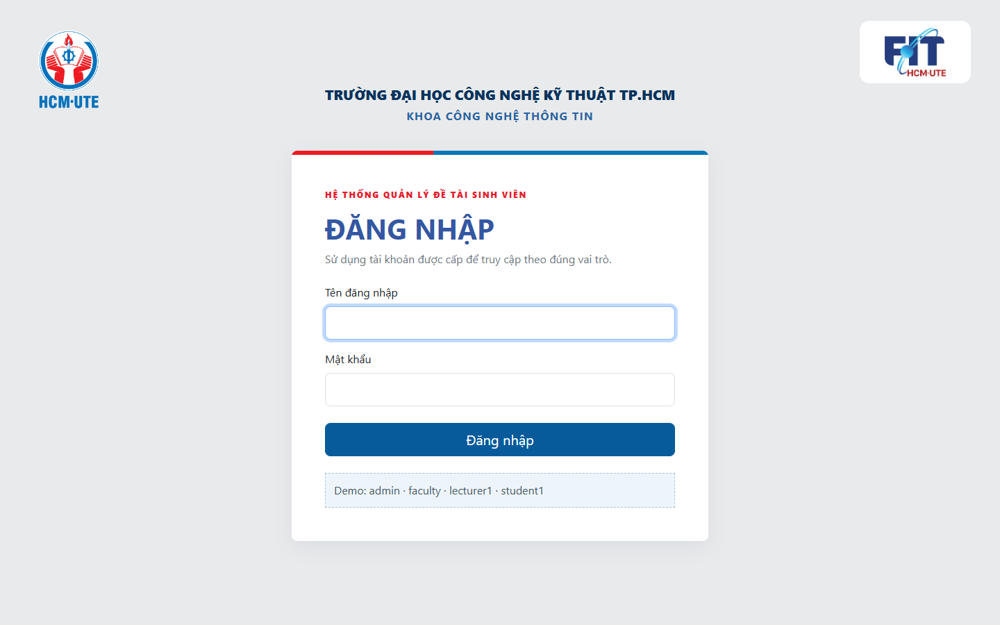 HCM-UTE
FIT
HCM-UTE
TRƯỜNG ĐẠI HỌC CÔNG NGHỆ KỸ THUẬT TP.HCM
KHOA CÔNG NGHỆ THÔNG TIN
HỆ THỐNG QUẢN LÝ ĐỀ TÀI SINH VIÊN
ĐĂNG NHẬP
Sử dụng tài khoản được cấp để truy cập theo đúng vai trò.
Tên đăng nhập
Mật khẩu
Đăng nhập
Demo: admin · faculty · lecturer1 · student1